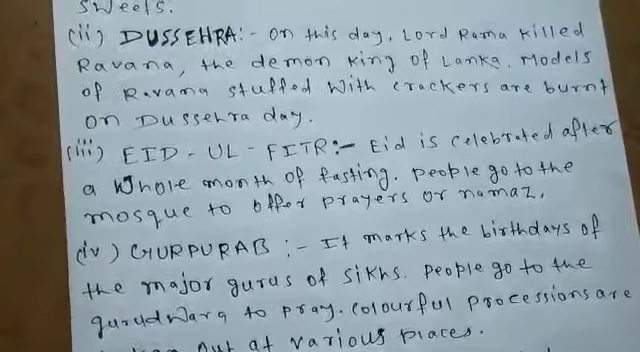 sweets.
(ii) DUSSEHRA:- On this day, Lord Rama killed
Ravana, the demon king of Lanka. Models
of Ravana stuffed with crackers are burnt
on Dussehra day.
(iii) EID-UL-FITR:- Eid is celebrated after
a whole month of fasting. People go to the
mosque to offer prayers or namaz.
(iv) GURPURAB:- It marks the birthdays of
the major gurus of Sikhs. People go to the
gurudwara to pray. Colourful processions are
out at various places.